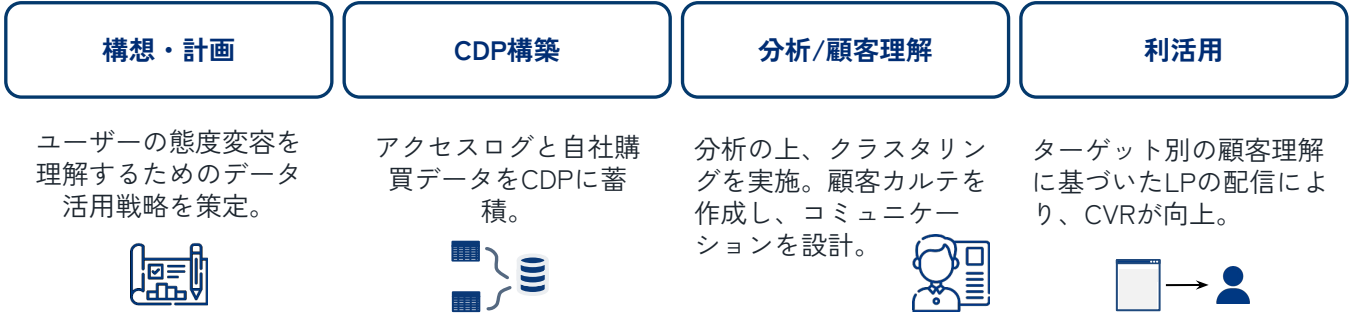 構想・計画
ユーザーの態度変容を
理解するためのデータ
活用戦略を策定。
CDP構築
アクセスログと自社購
買データをCDPに蓄
積。
分析/顧客理解
分析の上、クラスタリン
グを実施。顧客カルテを
作成し、コミュニケー
ションを設計。
利活用
ターゲット別の顧客理解
に基づいたLPの配信によ
り、CVRが向上。